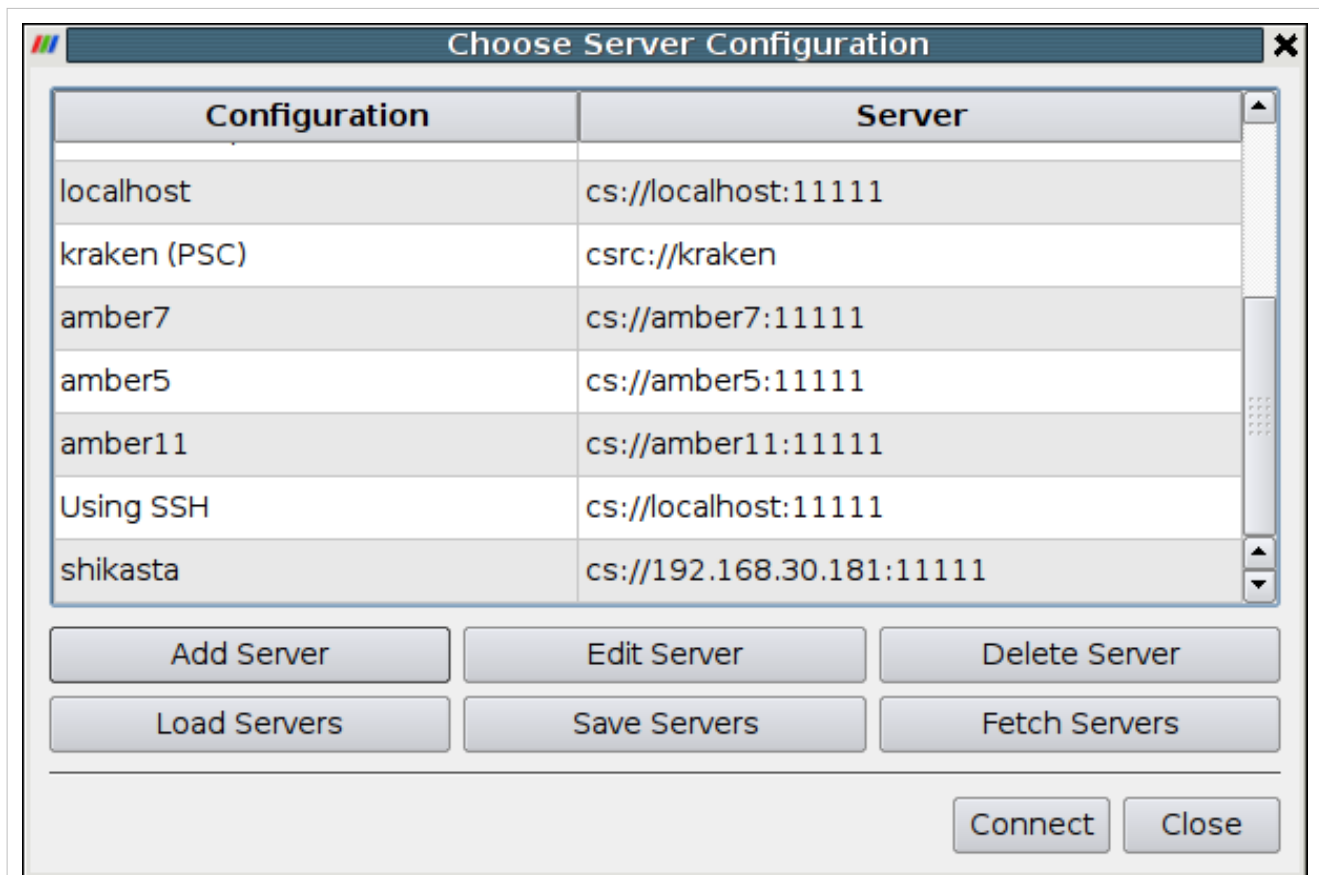 Choose Server Configuration
Configuration Server
localhost cs://localhost:11111
kraken (PSC) csrc://kraken
amber7 cs://amber7:11111
amber5 cs://amber5:11111
amber11 cs://amber11:11111
Using SSH cs://localhost:11111
shikasta cs://192.168.30.181:11111
Add Server Edit Server Delete Server
Load Servers Save Servers Fetch Servers
Connect Close